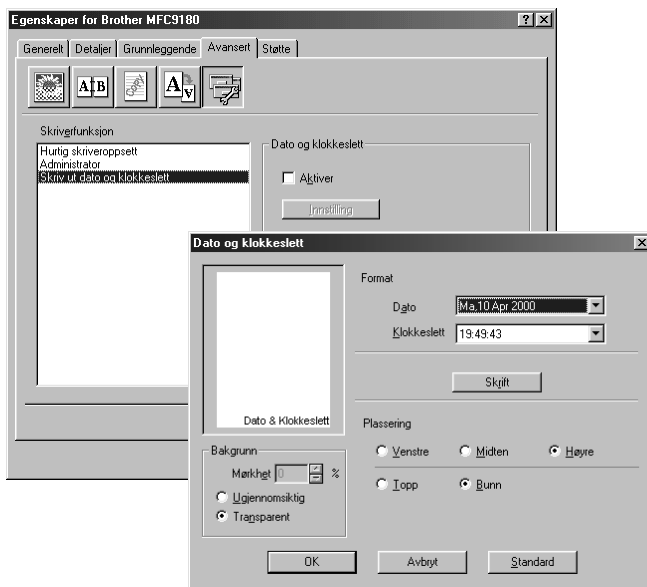 Egenskaper for Brother MFC9180
Generelt Detaljer Grunnleggende Avansert Støtte
Skriverfunksjon
Hurtig skriveroppsett
Administrator
Skriv ut dato og klokkeslett
Dato og klokkeslett
Aktiver
Innstilling
Dato og klokkeslett
Dato & Klokkeslett
Format
Dato Ma,10 Apr 2000
Klokkeslett 19:49:43
Skrift
Bakgrunn
Mørkhet 0 %
Ugjennomsiktig
Transparent
Plassering
Venstre Midten Høyre
Topp Bunn
OK Avbryt Standard